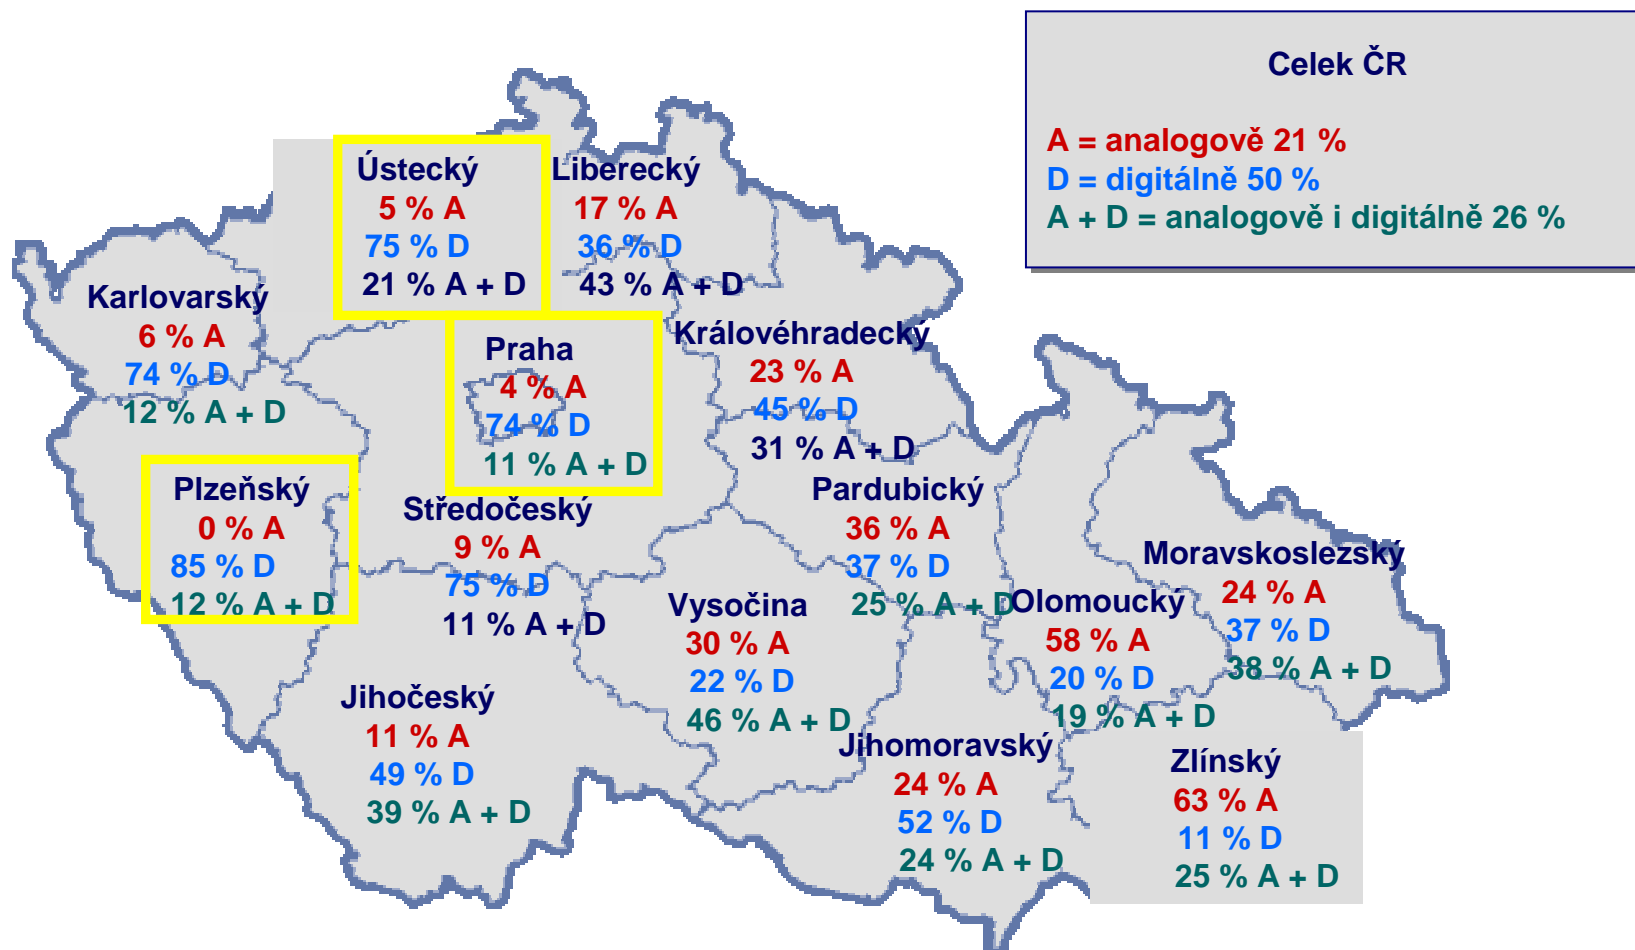 Celek ČR
A = analogově 21 %
D = digitálně 50 %
A + D = analogově i digitálně 26 %
Ústecký
5 % A
75 % D
21 % A + D
Liberecký
17 % A
36 % D
43 % A + D
Karlovarský
6 % A
74 % D
12 % A + D
Praha
4 % A
74 % D
11 % A + D
Královéhradecký
23 % A
45 % D
31 % A + D
Plzeňský
0 % A
85 % D
12 % A + D
Středočeský
9 % A
75 % D
11 % A + D
Pardubický
36 % A
37 % D
25 % A + D
Moravskoslezský
24 % A
37 % D
38 % A + D
Vysočina
30 % A
22 % D
46 % A + D
Olomoucký
58 % A
20 % D
19 % A + D
Jihočeský
11 % A
49 % D
39 % A + D
Jihomoravský
24 % A
52 % D
24 % A + D
Zlínský
63 % A
11 % D
25 % A + D